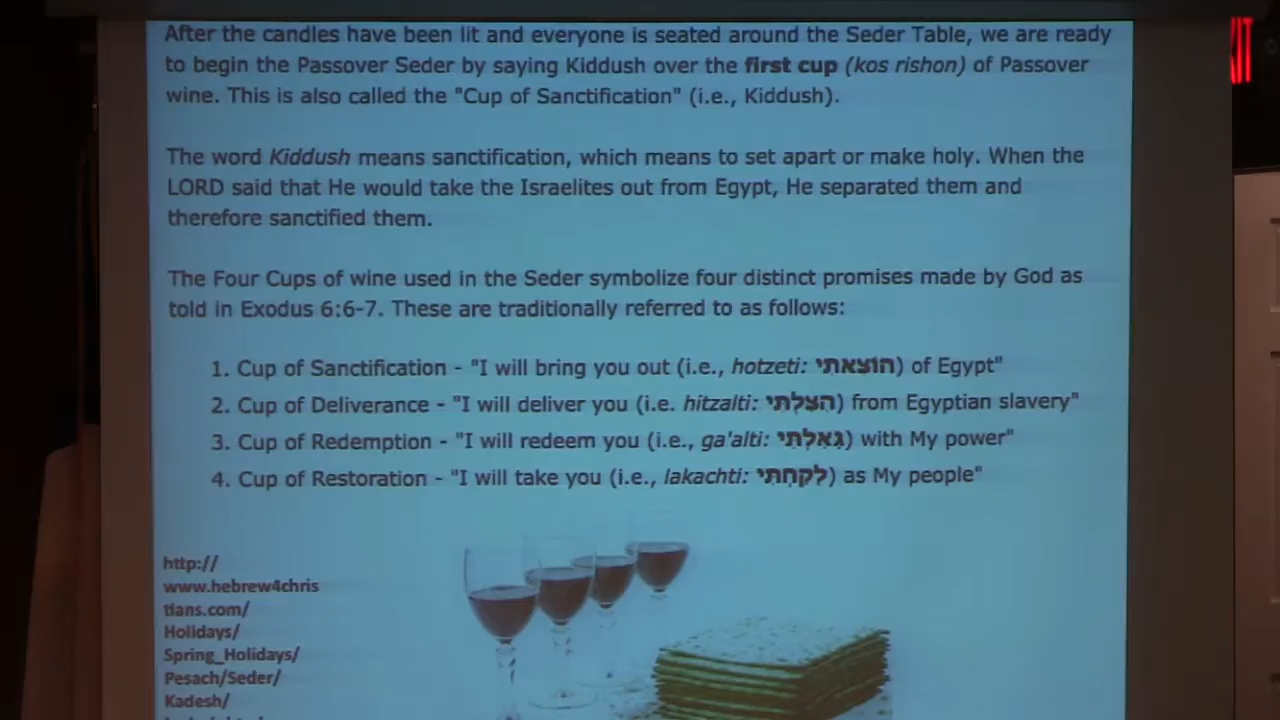 After the candles have been lit and everyone is seated around the Seder Table, we are ready
to begin the Passover Seder by saying Kiddush over the first cup (kos rishon) of Passover
wine. This is also called the "Cup of Sanctification" (i.e., Kiddush).
The word Kiddush means sanctification, which means to set apart or make holy. When the
LORD said that He would take the Israelites out from Egypt, He separated them and
therefore sanctified them.
The Four Cups of wine used in the Seder symbolize four distinct promises made by God as
told in Exodus 6:6-7. These are traditionally referred to as follows:
1. Cup of Sanctification - "I will bring you out (i.e., hotzeti: הוֹצֵאתִי) of Egypt"
2. Cup of Deliverance - "I will deliver you (i.e. hitzalti: הִצַּלְתִּי) from Egyptian slavery"
3. Cup of Redemption - "I will redeem you (i.e., ga'alti: גָּאַלְתִּי) with My power"
4. Cup of Restoration - "I will take you (i.e., lakachti: לָקַחְתִּי) as My people"
http://
www.hebrew4chris
tians.com/
Holidays/
Spring_Holidays/
Pesach/Seder/
Kadesh/